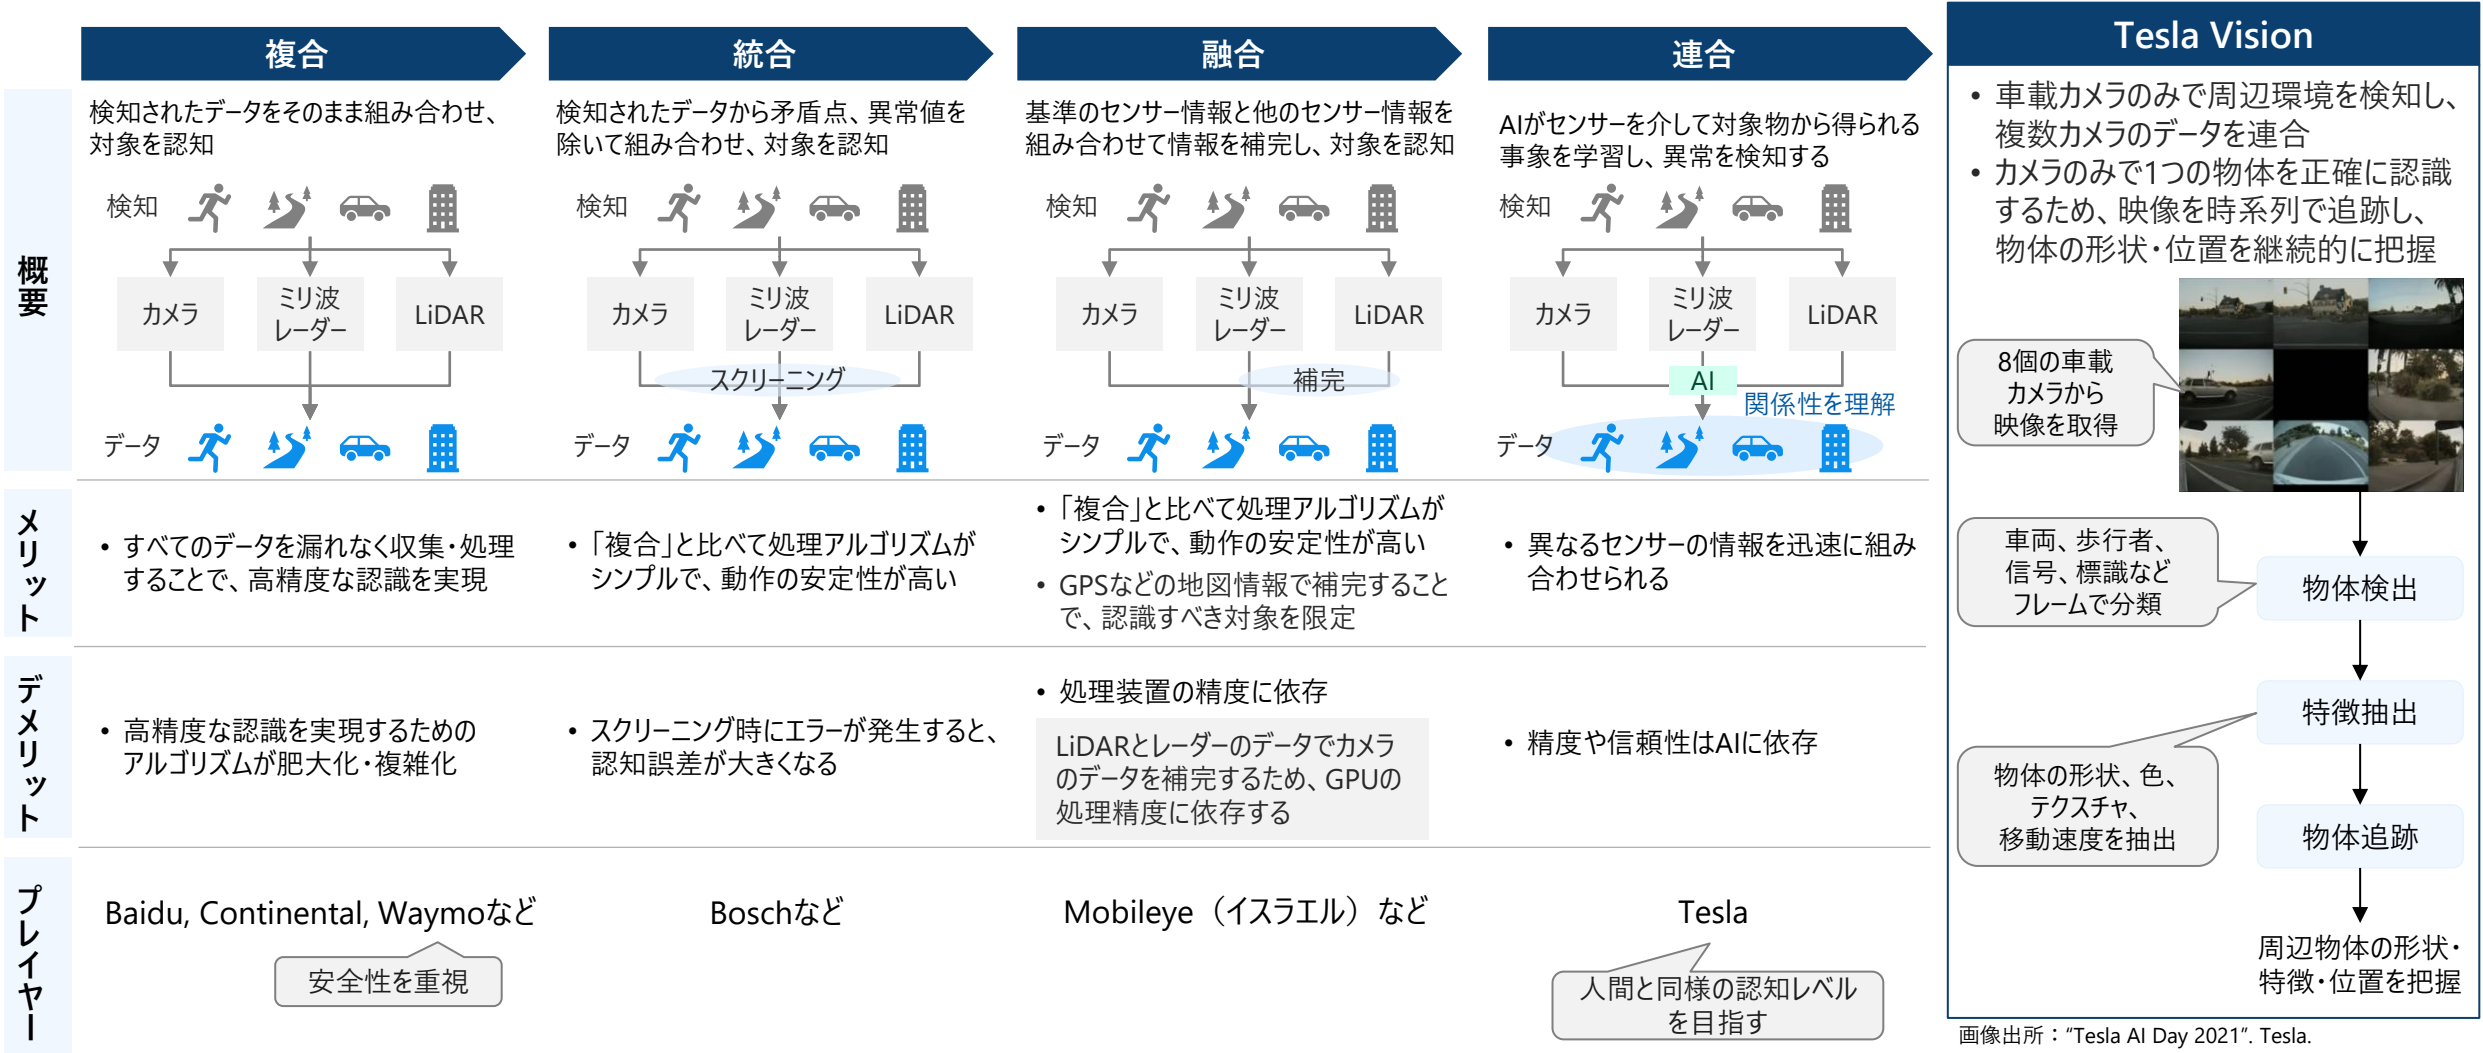 複合
統合
融合
連合
概要
検知されたデータをそのまま組み合わせ、
対象を認知
検知
カメラ
ミリ波
レーダー
LiDAR
データ
検知されたデータから矛盾点、異常値を
除いて組み合わせ、対象を認知
検知
カメラ
ミリ波
レーダー
LiDAR
スクリーニング
データ
基準のセンサー情報と他のセンサー情報を
組み合わせて情報を補完し、対象を認知
検知
カメラ
ミリ波
レーダー
LiDAR
補完
データ
AIがセンサーを介して対象物から得られる
事象を学習し、異常を検知する
検知
カメラ
ミリ波
レーダー
LiDAR
AI
関係性を理解
データ
メリット
• すべてのデータを漏れなく収集・処理
することで、高精度な認識を実現
• 「複合」と比べて処理アルゴリズムが
シンプルで、動作の安定性が高い
• 「複合」と比べて処理アルゴリズムが
シンプルで、動作の安定性が高い
• GPSなどの地図情報で補完すること
で、認識すべき対象を限定
• 異なるセンサーの情報を迅速に組み
合わせられる
デメリット
• 高精度な認識を実現するための
アルゴリズムが肥大化・複雑化
• スクリーニング時にエラーが発生すると、
認知誤差が大きくなる
• 処理装置の精度に依存
LiDARとレーダーのデータでカメラ
のデータを補完するため、GPUの
処理精度に依存する
• 精度や信頼性はAIに依存
プレイヤー
Baidu, Continental, Waymoなど
安全性を重視
Boschなど
Mobileye（イスラエル）など
Tesla
人間と同様の認知レベル
を目指す
Tesla Vision
• 車載カメラのみで周辺環境を検知し、
複数カメラのデータを連合
• カメラのみで1つの物体を正確に認識
するため、映像を時系列で追跡し、
物体の形状・位置を継続的に把握
8個の車載
カメラから
映像を取得
車両、歩行者、
信号、標識など
フレームで分類
物体検出
特徴抽出
物体の形状、色、
テクスチャ、
移動速度を抽出
物体追跡
周辺物体の形状・
特徴・位置を把握
画像出所：“Tesla AI Day 2021”. Tesla.